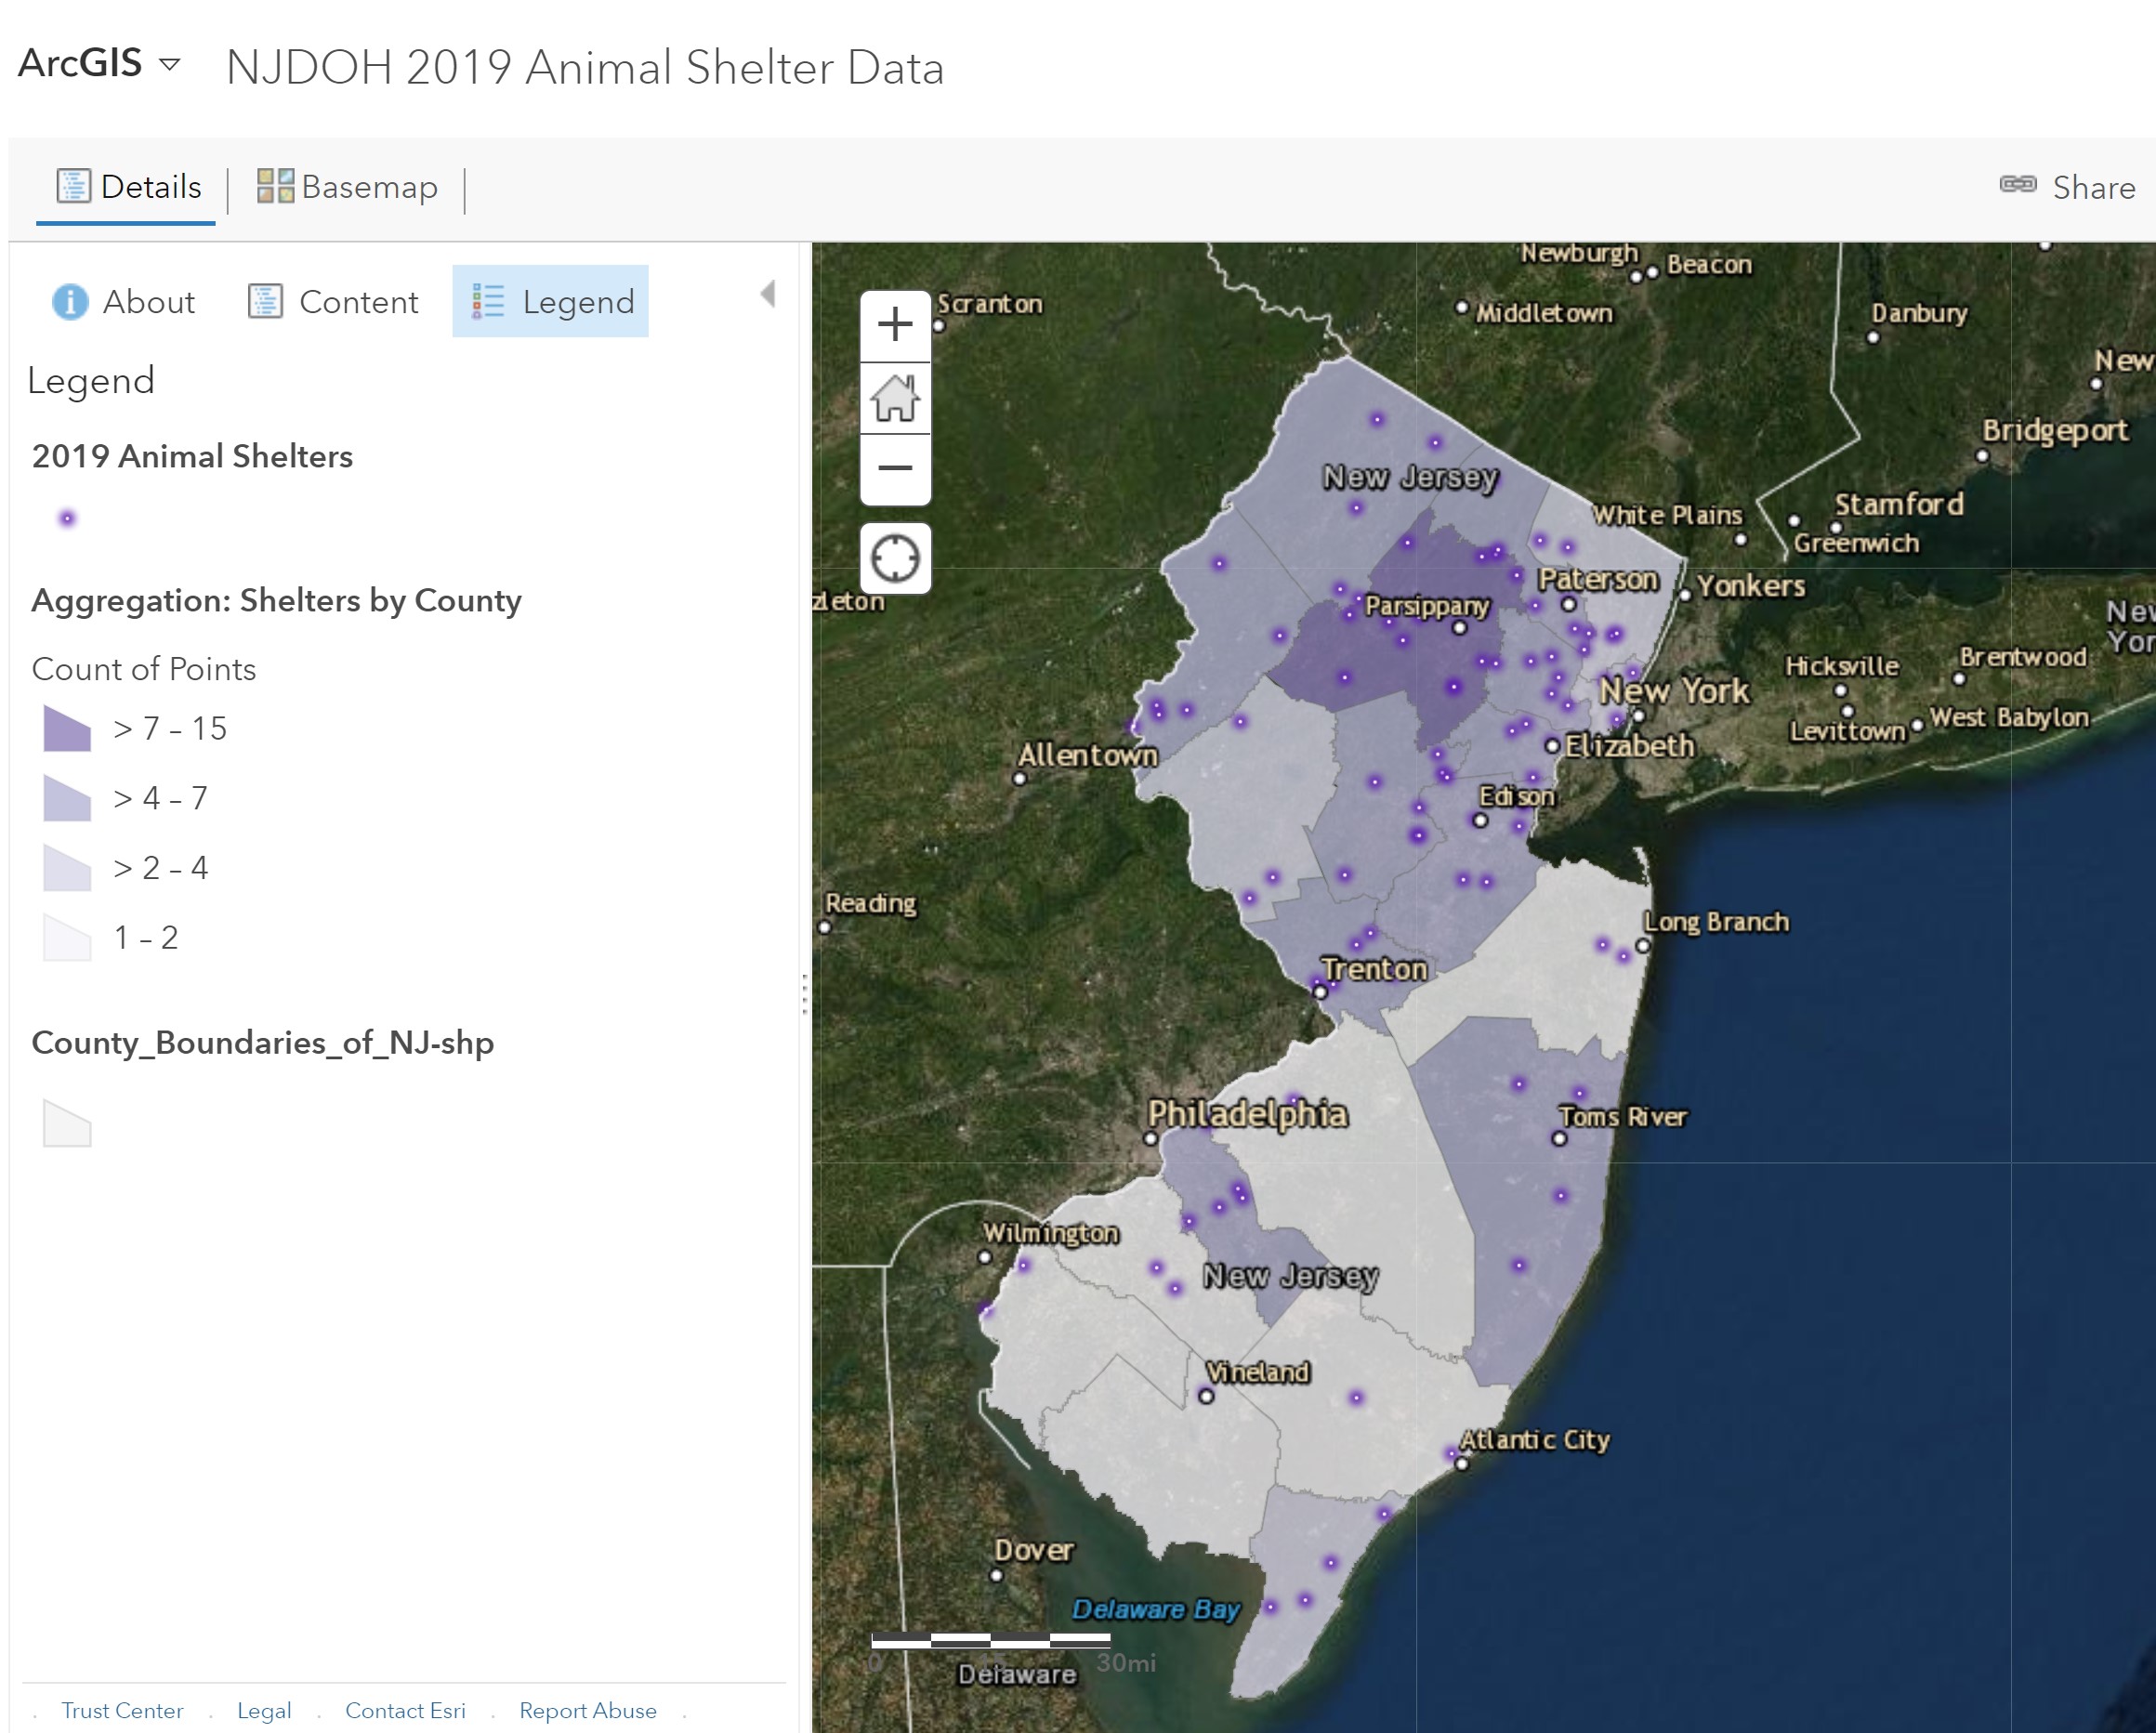 ArcGIS NJDOH 2019 Animal Shelter Data
Details Basemap Share
About Content Legend
Legend
2019 Animal Shelters
Aggregation: Shelters by County
Count of Points
> 7 – 15
> 4 – 7
> 2 – 4
1 – 2
County_Boundaries_of_NJ-shp
Trust Center . Legal . Contact Esri . Report Abuse .
Newburgh
Beacon
Scranton
Middletown
Danbury
New
Bridgeport
New Jersey
White Plains
Stamford
Greenwich
Paterson
Yonkers
zleton
Parsippany
New
Yor
Hicksville
Brentwood
New York
Levittown
West Babylon
Allentown
Elizabeth
Edison
Reading
Long Branch
Trenton
Philadelphia
Toms River
Wilmington
New Jersey
Vineland
Atlantic City
Dover
Delaware Bay
0 15 30mi
Delaware